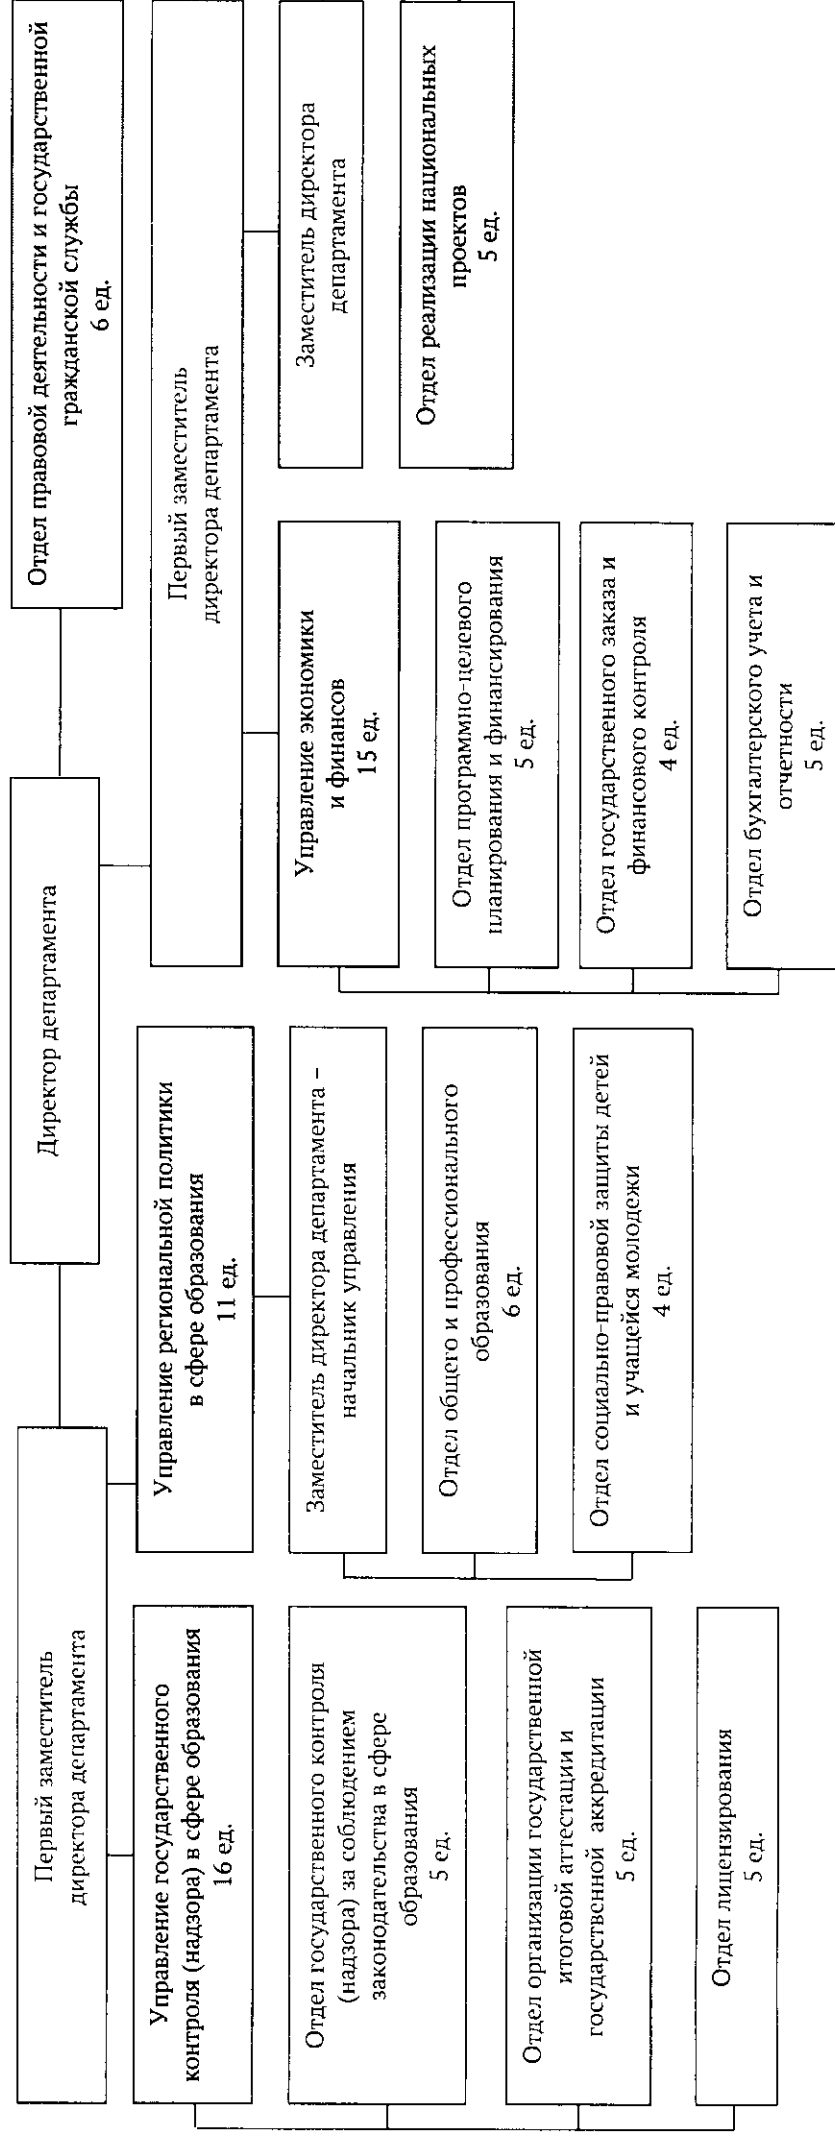 Директор департамента
Первый заместитель
директора департамента
Отдел правовой деятельности и государственной
гражданской службы
6 ед.
Управление государственного
контроля (надзора) в сфере образования
16 ед.
Отдел государственного контроля
(надзора) за соблюдением
законодательства в сфере
образования
5 ед.
Отдел организации государственной
итоговой аттестации и
государственной аккредитации
5 ед.
Отдел лицензирования
5 ед.
Управление региональной политики
в сфере образования
11 ед.
Заместитель директора департамента –
начальник управления
Отдел общего и профессионального
образования
6 ед.
Отдел социально-правовой защиты детей
и учащейся молодежи
4 ед.
Первый заместитель
директора департамента
Управление экономики
и финансов
15 ед.
Отдел программно-целевого
планирования и финансирования
5 ед.
Отдел государственного заказа и
финансового контроля
4 ед.
Отдел бухгалтерского учета и
отчетности
5 ед.
Заместитель директора
департамента
Отдел реализации национальных
проектов
5 ед.